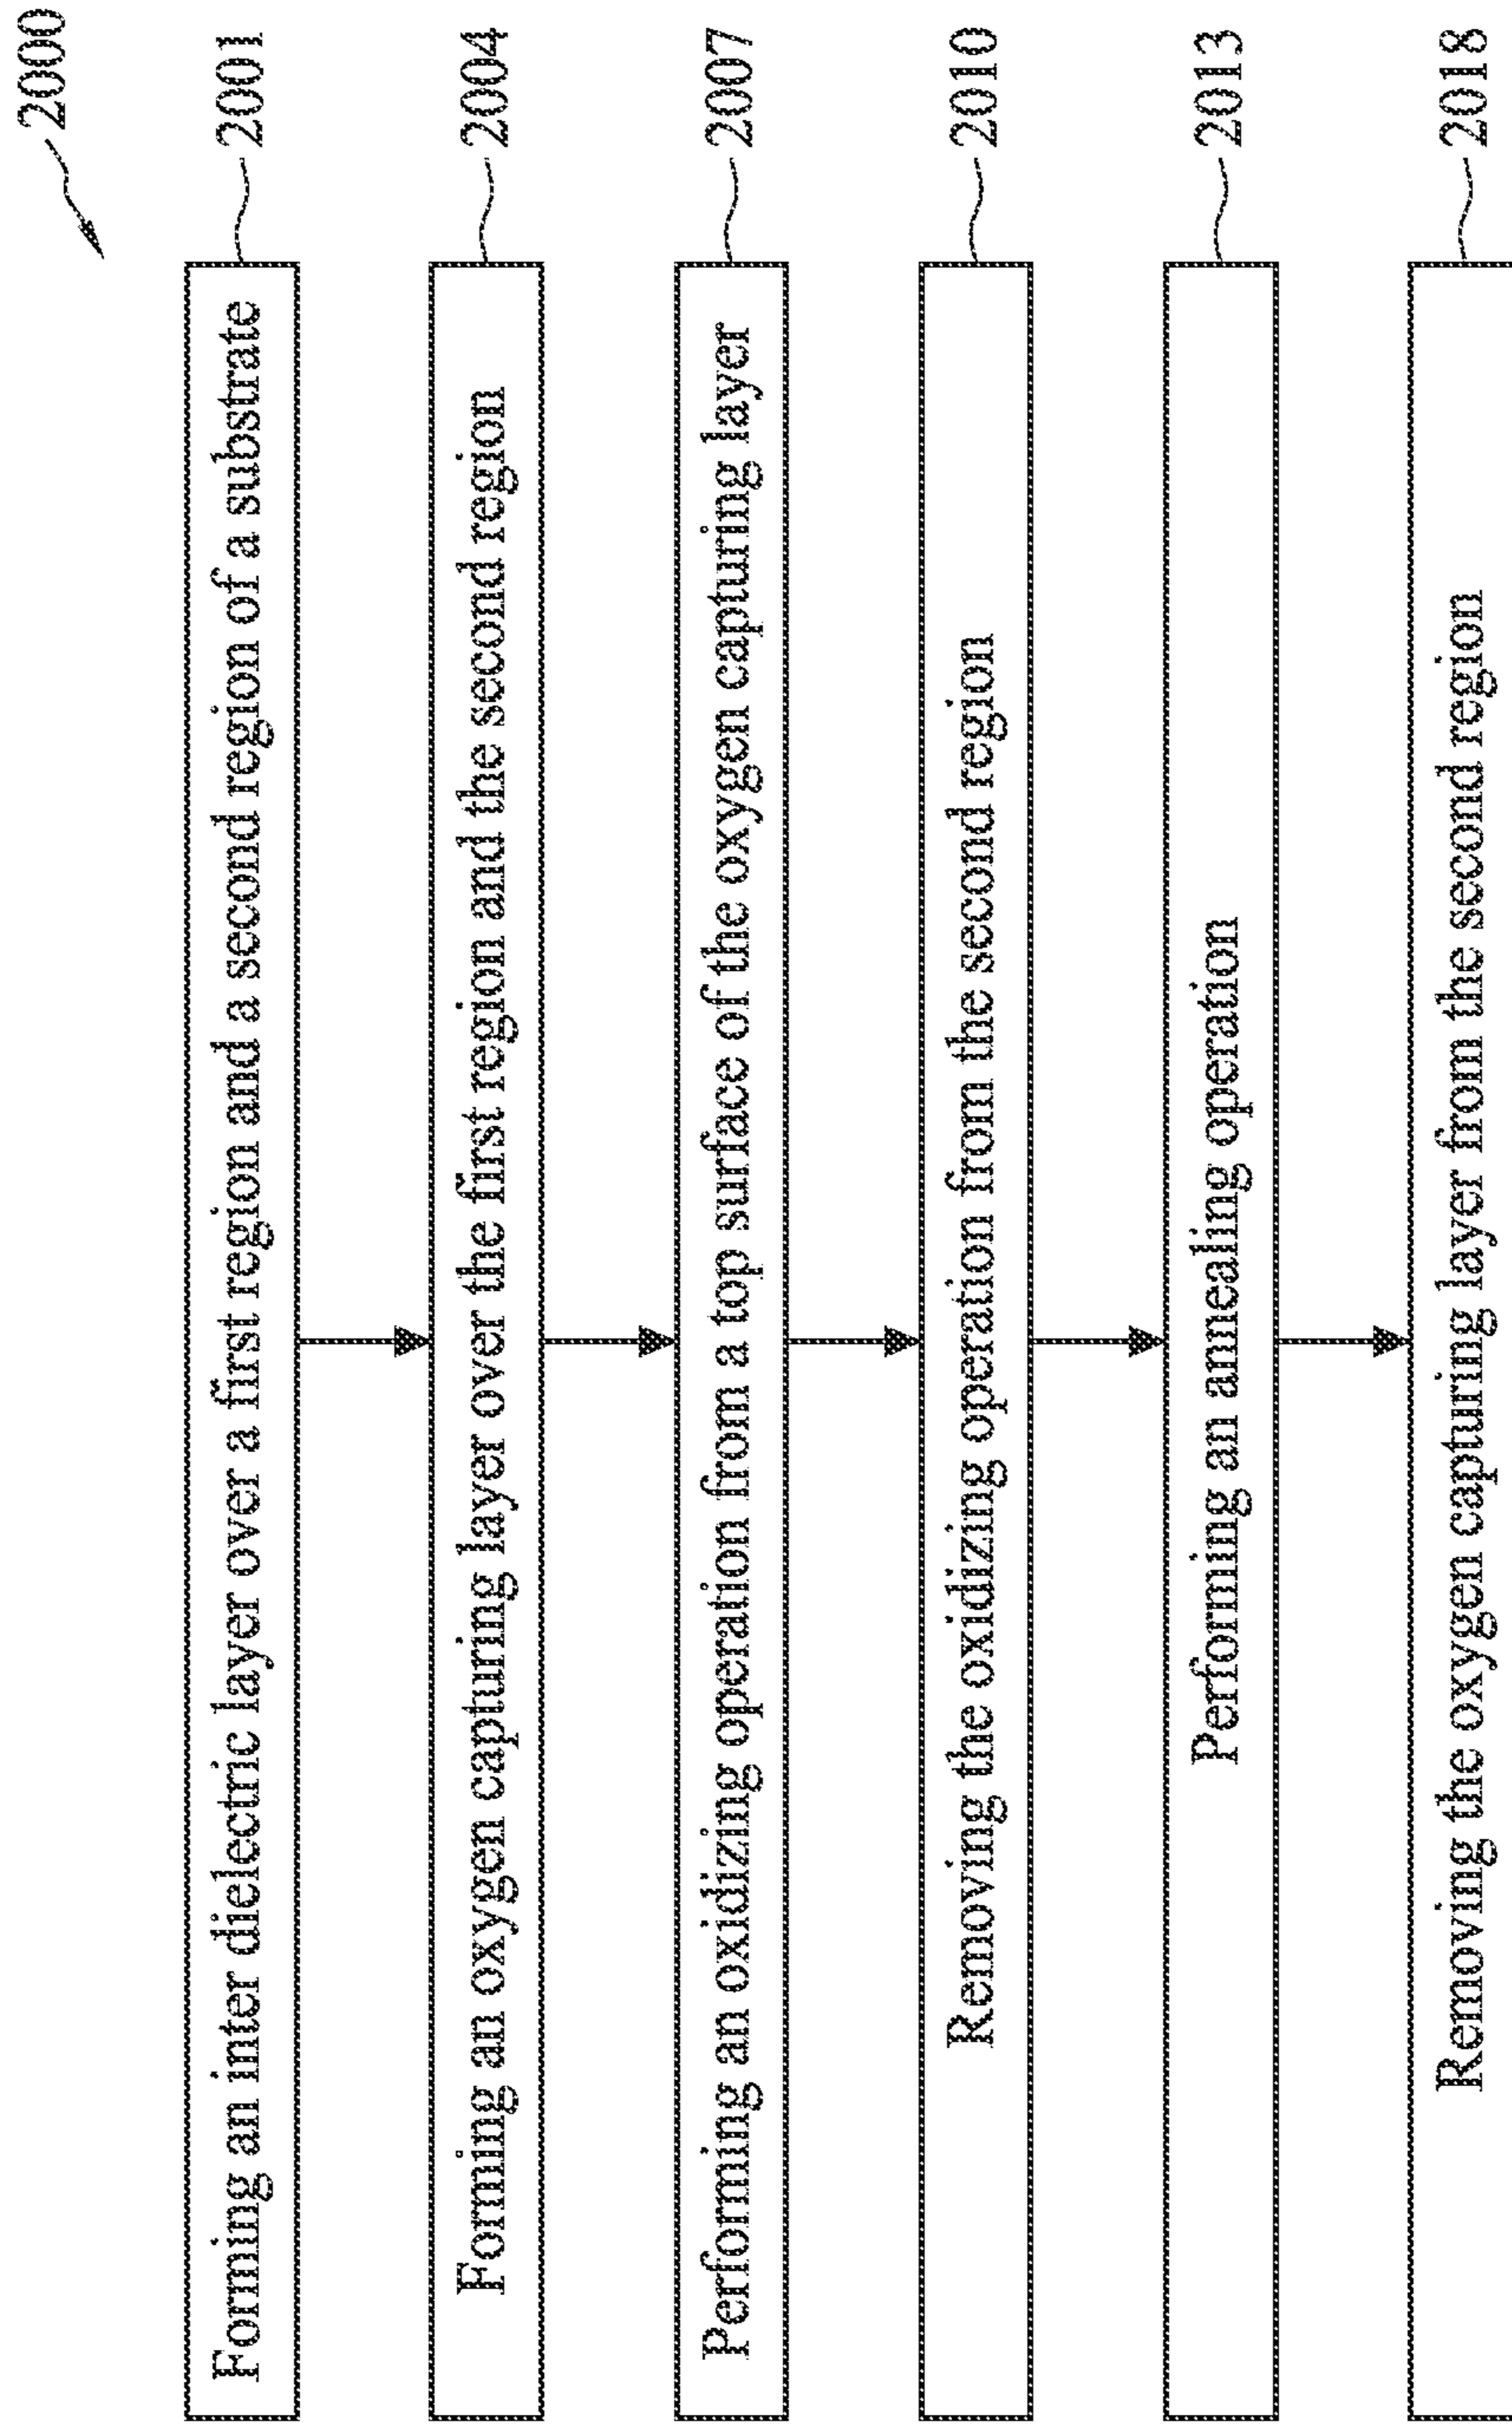 2000
Forming an inter dielectric layer over a first region and a second region of a substrate
2001
Forming an oxygen capturing layer over the first region and the second region
2004
Performing an oxidizing operation from a top surface of the oxygen capturing layer
2007
Removing the oxidizing operation from the second region
2010
Performing an annealing operation
2013
Removing the oxygen capturing layer from the second region
2018